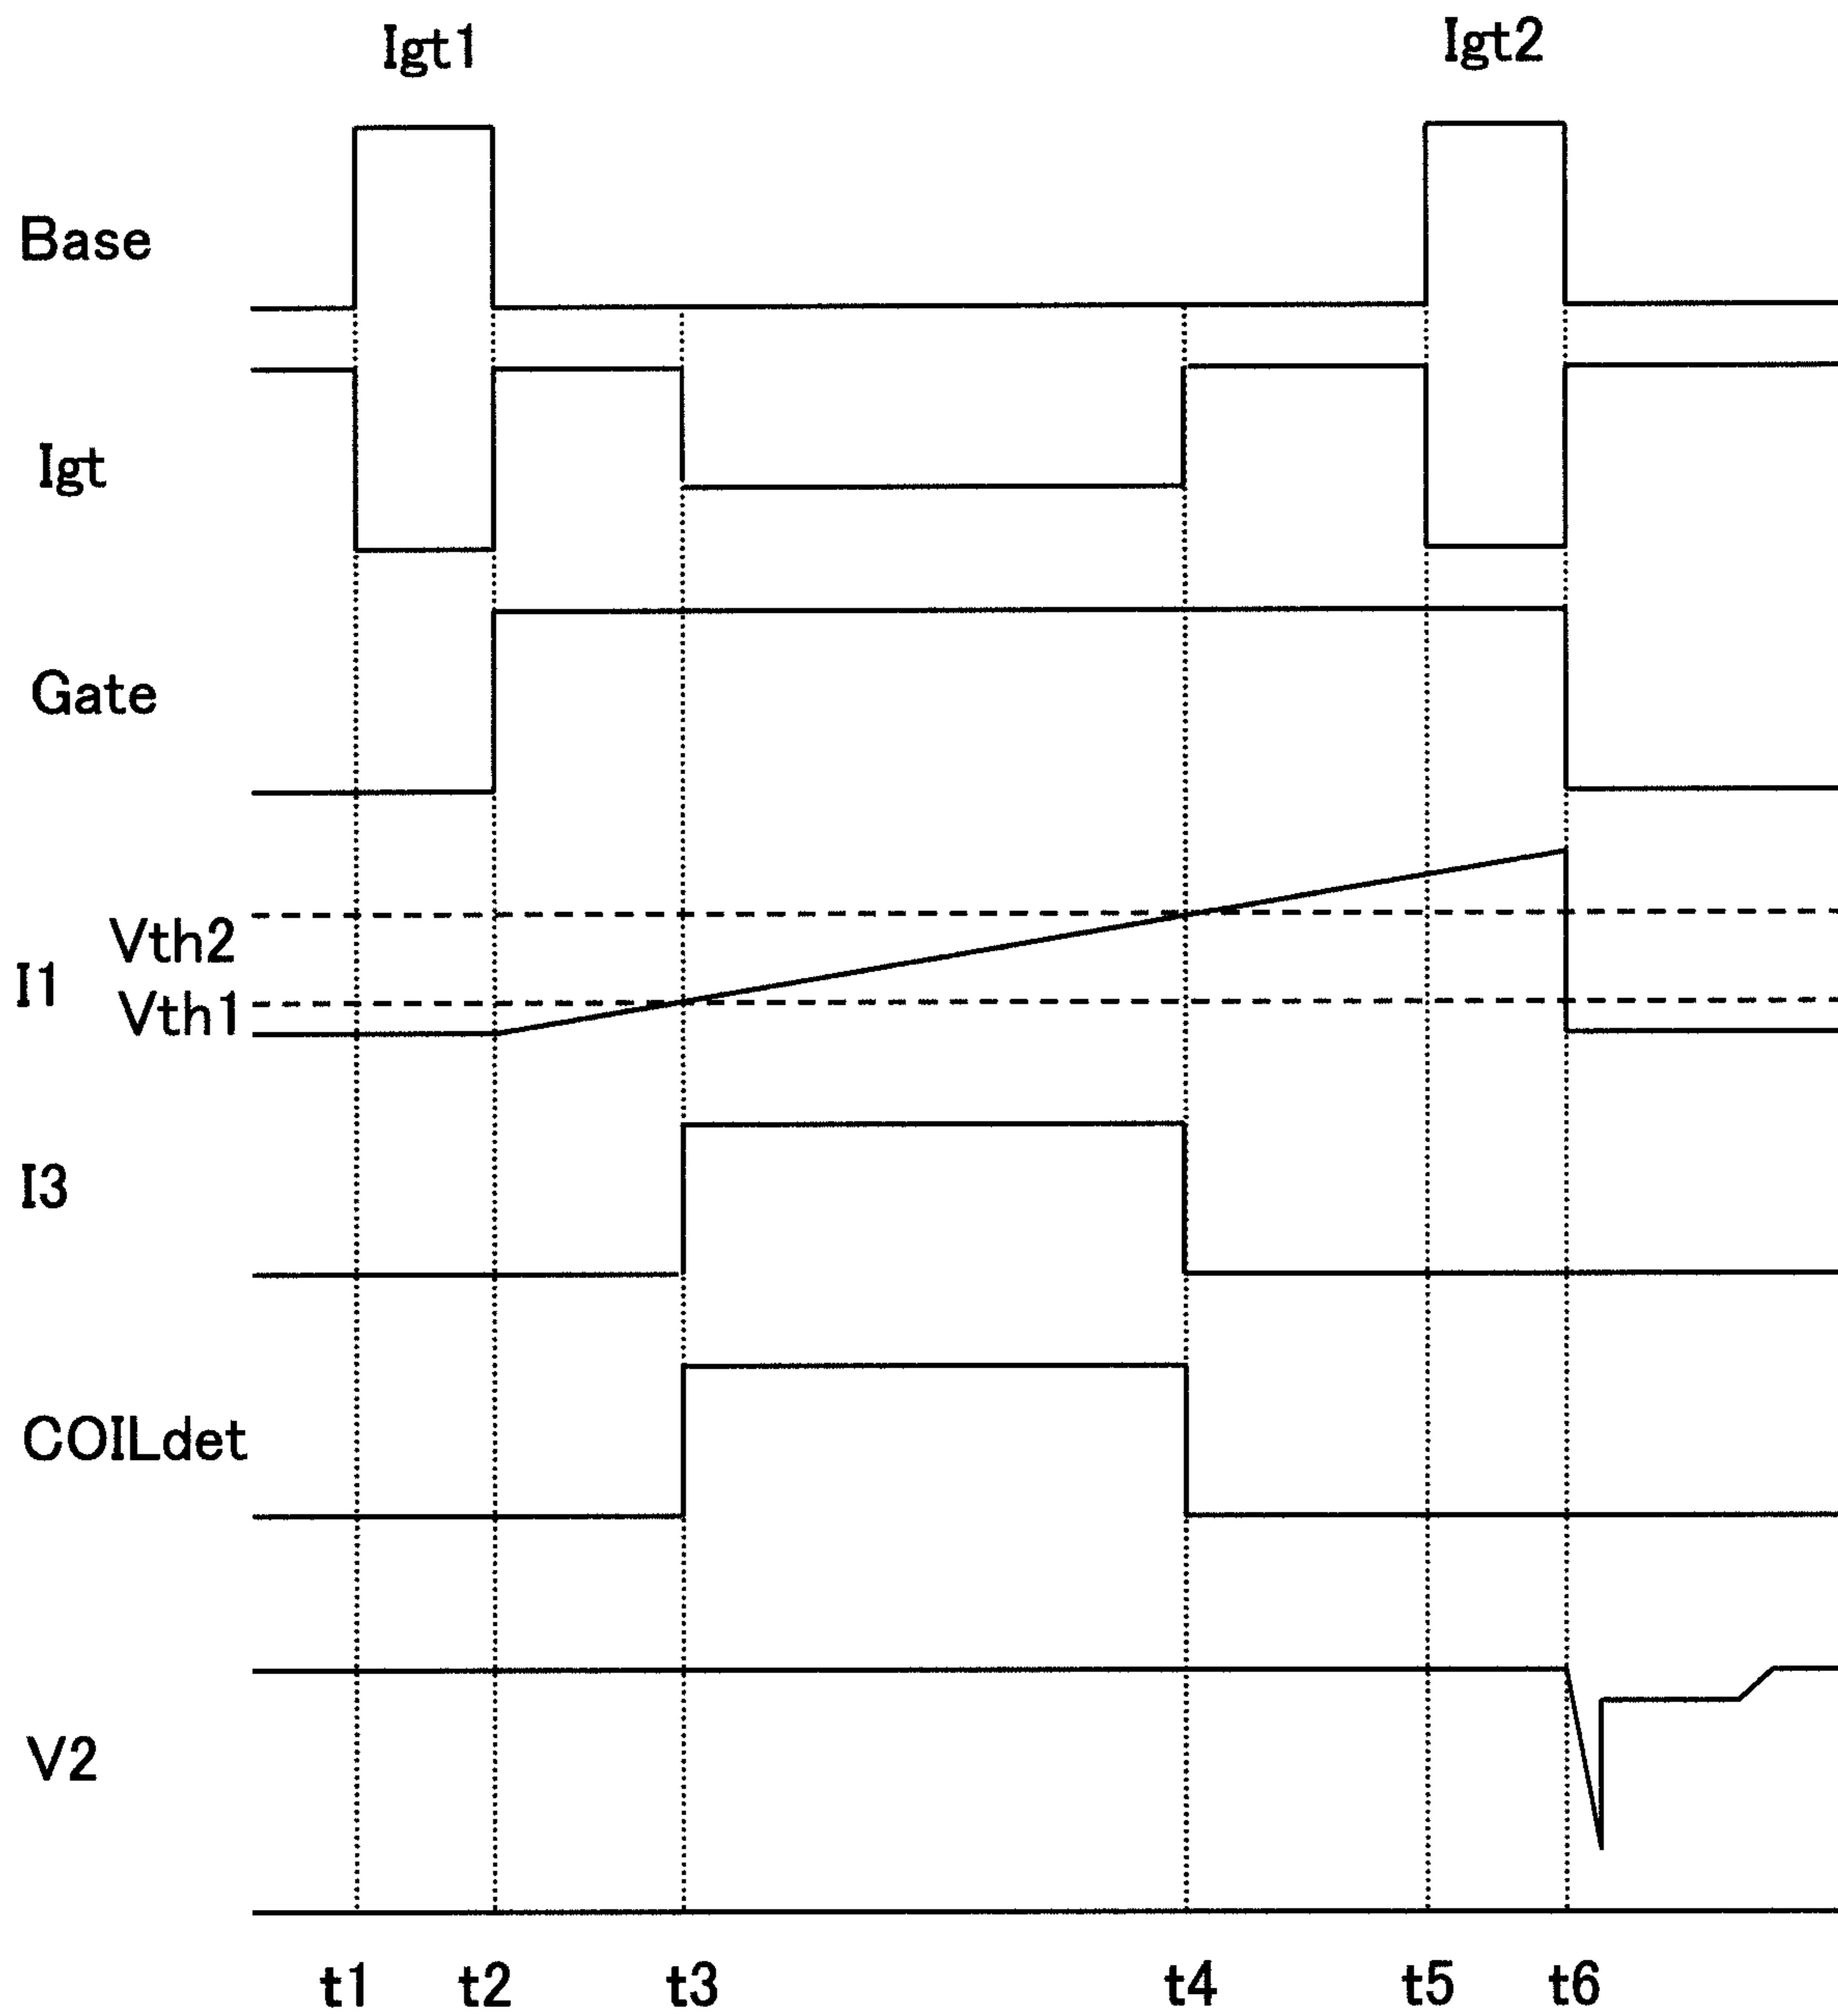 Igt1 Igt2
Base
Igt
Gate
Vth2
I1
Vth1
I3
COILdet
V2
t1 t2 t3 t4 t5 t6